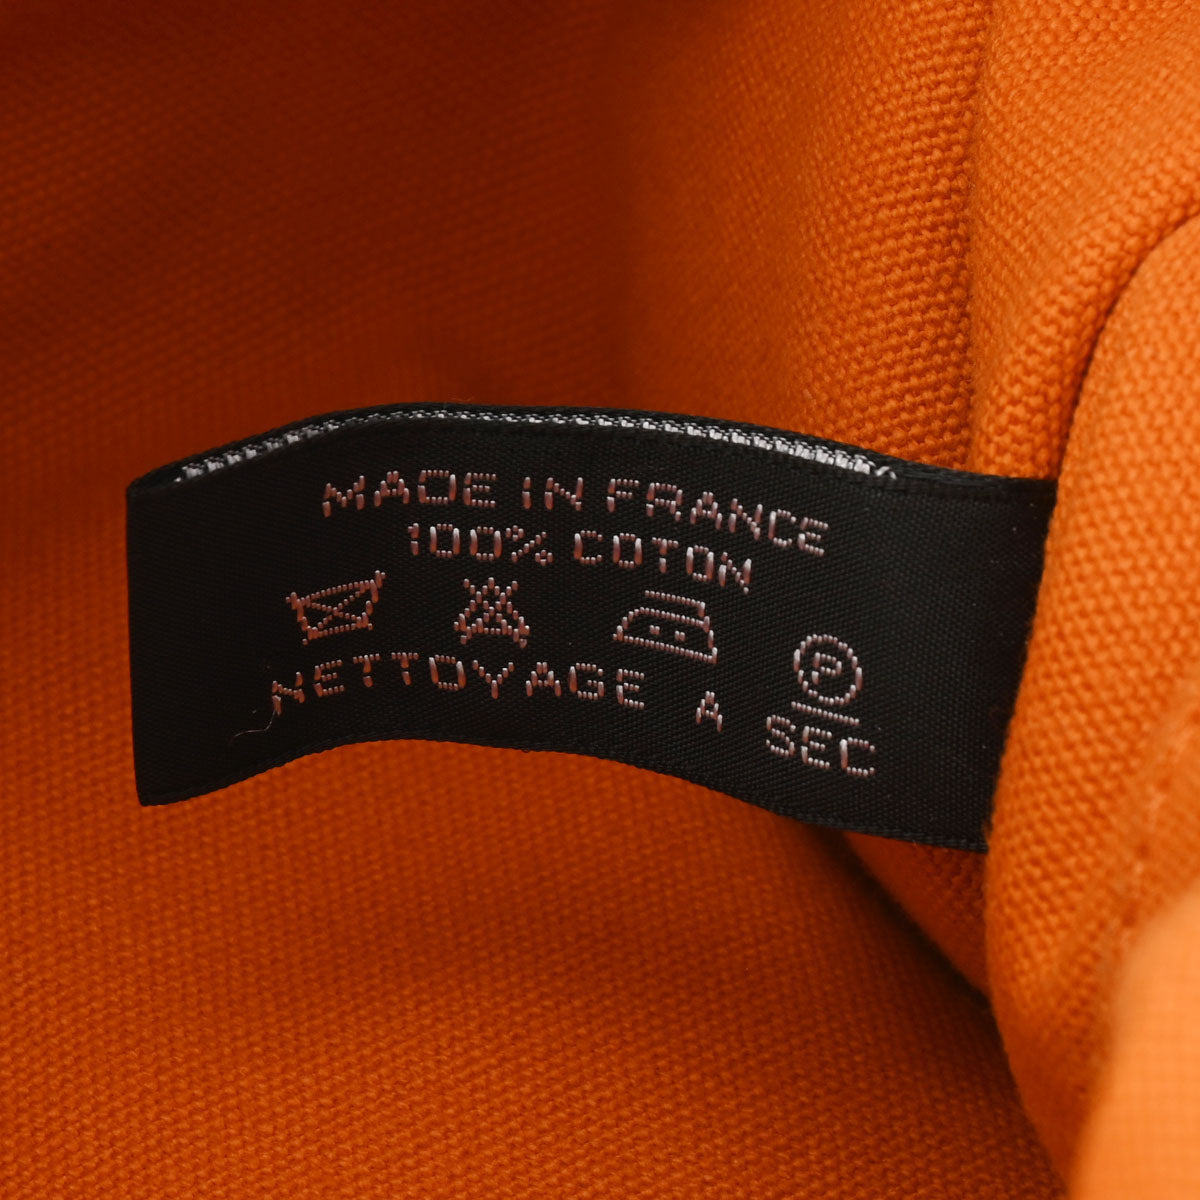 MADE IN FRANCE
100% COTON
P
NETTOYAGE A SEC